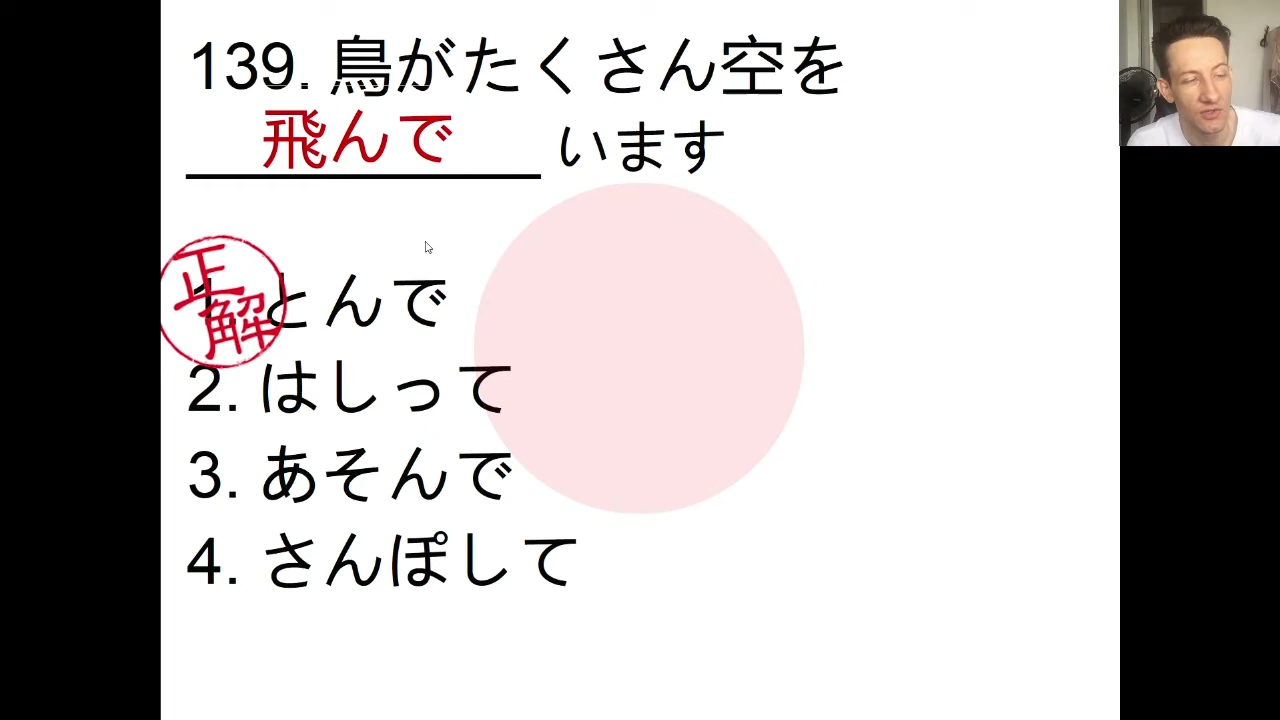 139. 鳥がたくさん空を
飛んで います
正解
1. とんで
2. はしって
3. あそんで
4. さんぽして